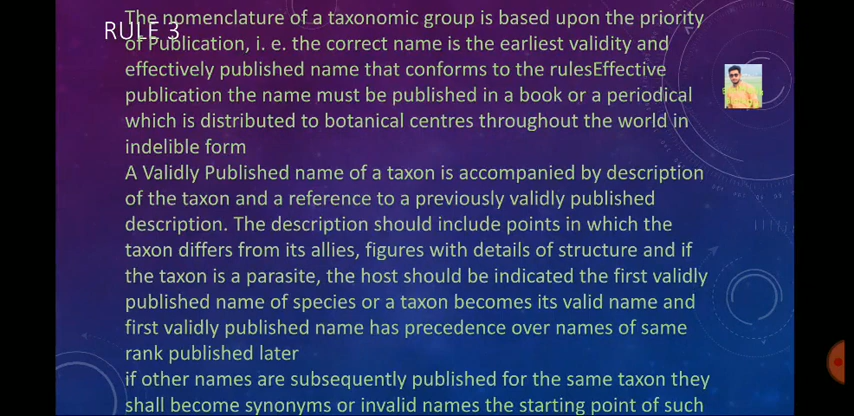 RULE 3
The nomenclature of a taxonomic group is based upon the priority
of Publication, i. e. the correct name is the earliest validity and
effectively published name that conforms to the rulesEffective
publication the name must be published in a book or a periodical
which is distributed to botanical centres throughout the world in
indelible form
A Validly Published name of a taxon is accompanied by description
of the taxon and a reference to a previously validly published
description. The description should include points in which the
taxon differs from its allies, figures with details of structure and if
the taxon is a parasite, the host should be indicated the first validly
published name of species or a taxon becomes its valid name and
first validly published name has precedence over names of same
rank published later
if other names are subsequently published for the same taxon they
shall become synonyms or invalid names the starting point of such